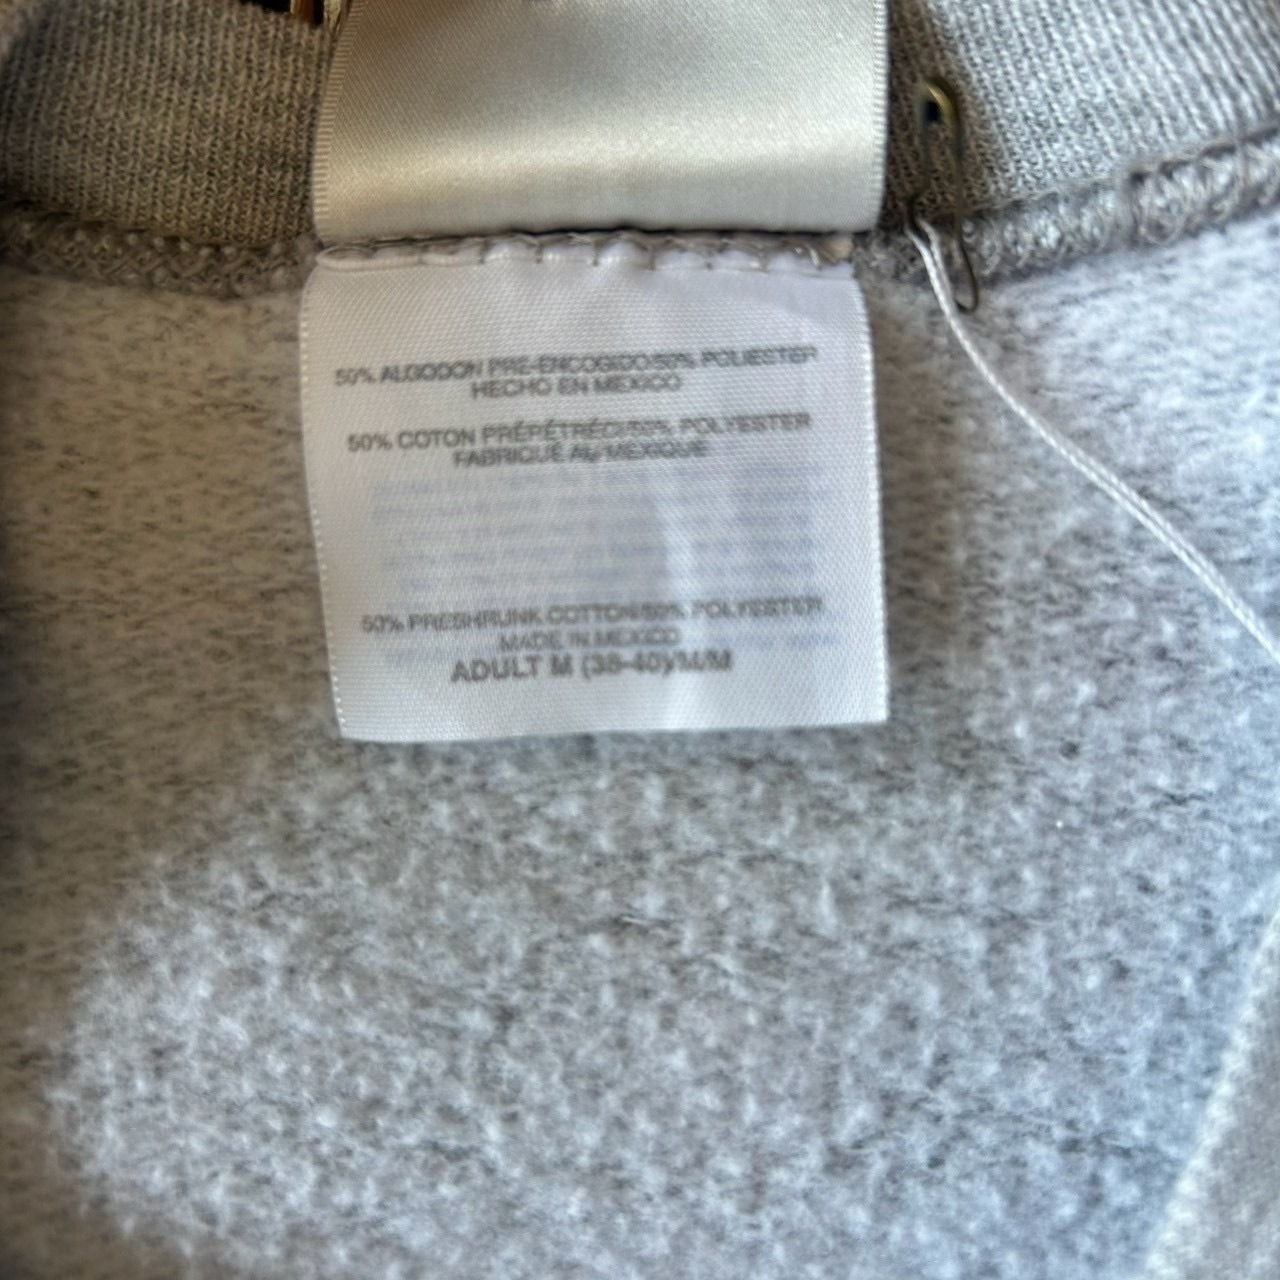 50% ALGODON PRE-ENCOGIDO/50% POLIESTER
HECHO EN MEXICO
50% COTON PRÉRÉTRÉCI/50% POLYESTER
FABRIQUÉ AU MEXIQUE
50% PRESHRUNK COTTON/50% POLYESTER
MADE IN MEXICO
ADULT M (38-40)/M/M